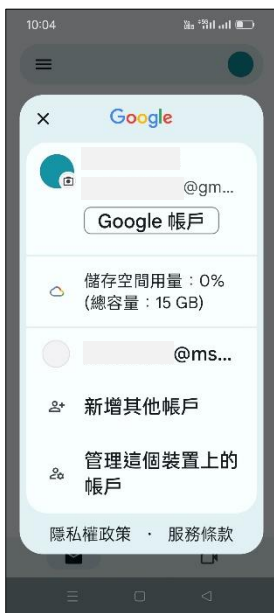 10:04
Google
@gm...
Google 帳戶
儲存空間用量：0%
(總容量：15 GB)
@ms...
新增其他帳戶
管理這個裝置上的
帳戶
隱私權政策 · 服務條款